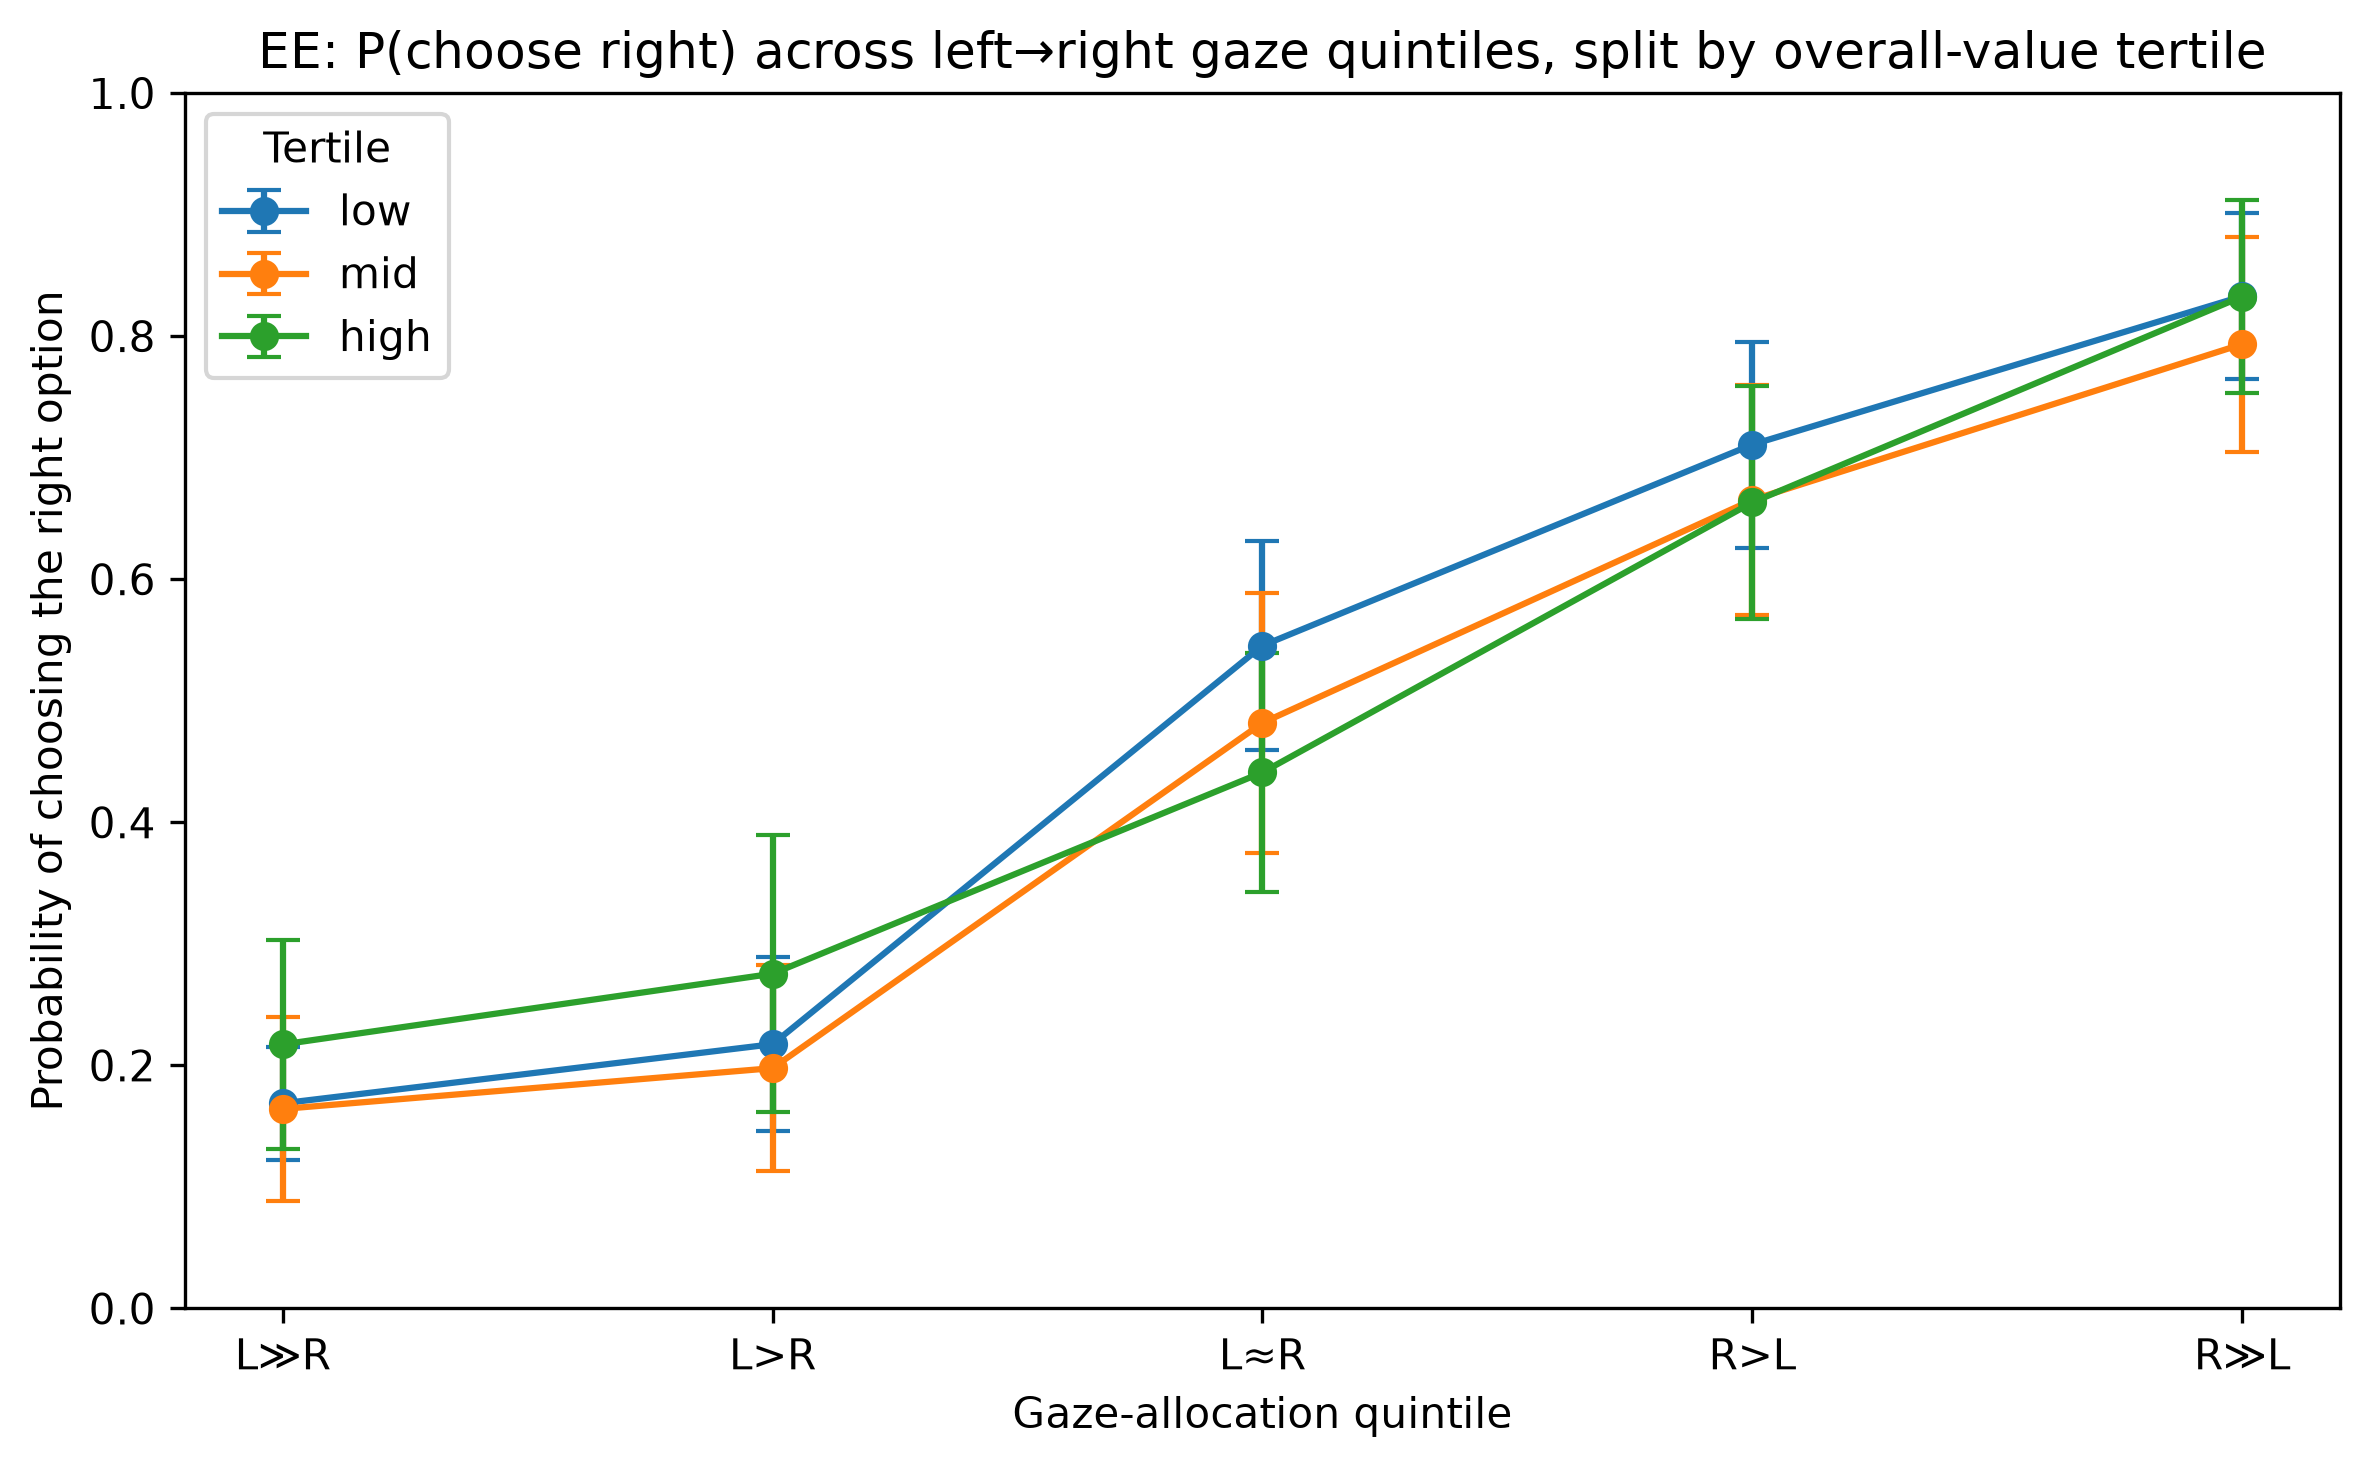 EE: P(choose right) across left→right gaze quintiles, split by overall-value tertile
Probability of choosing the right option
1.0
0.8
0.6
0.4
0.2
0.0
Tertile
low
mid
high
L≫R
L>R
L≈R
R>L
R≫L
Gaze-allocation quintile